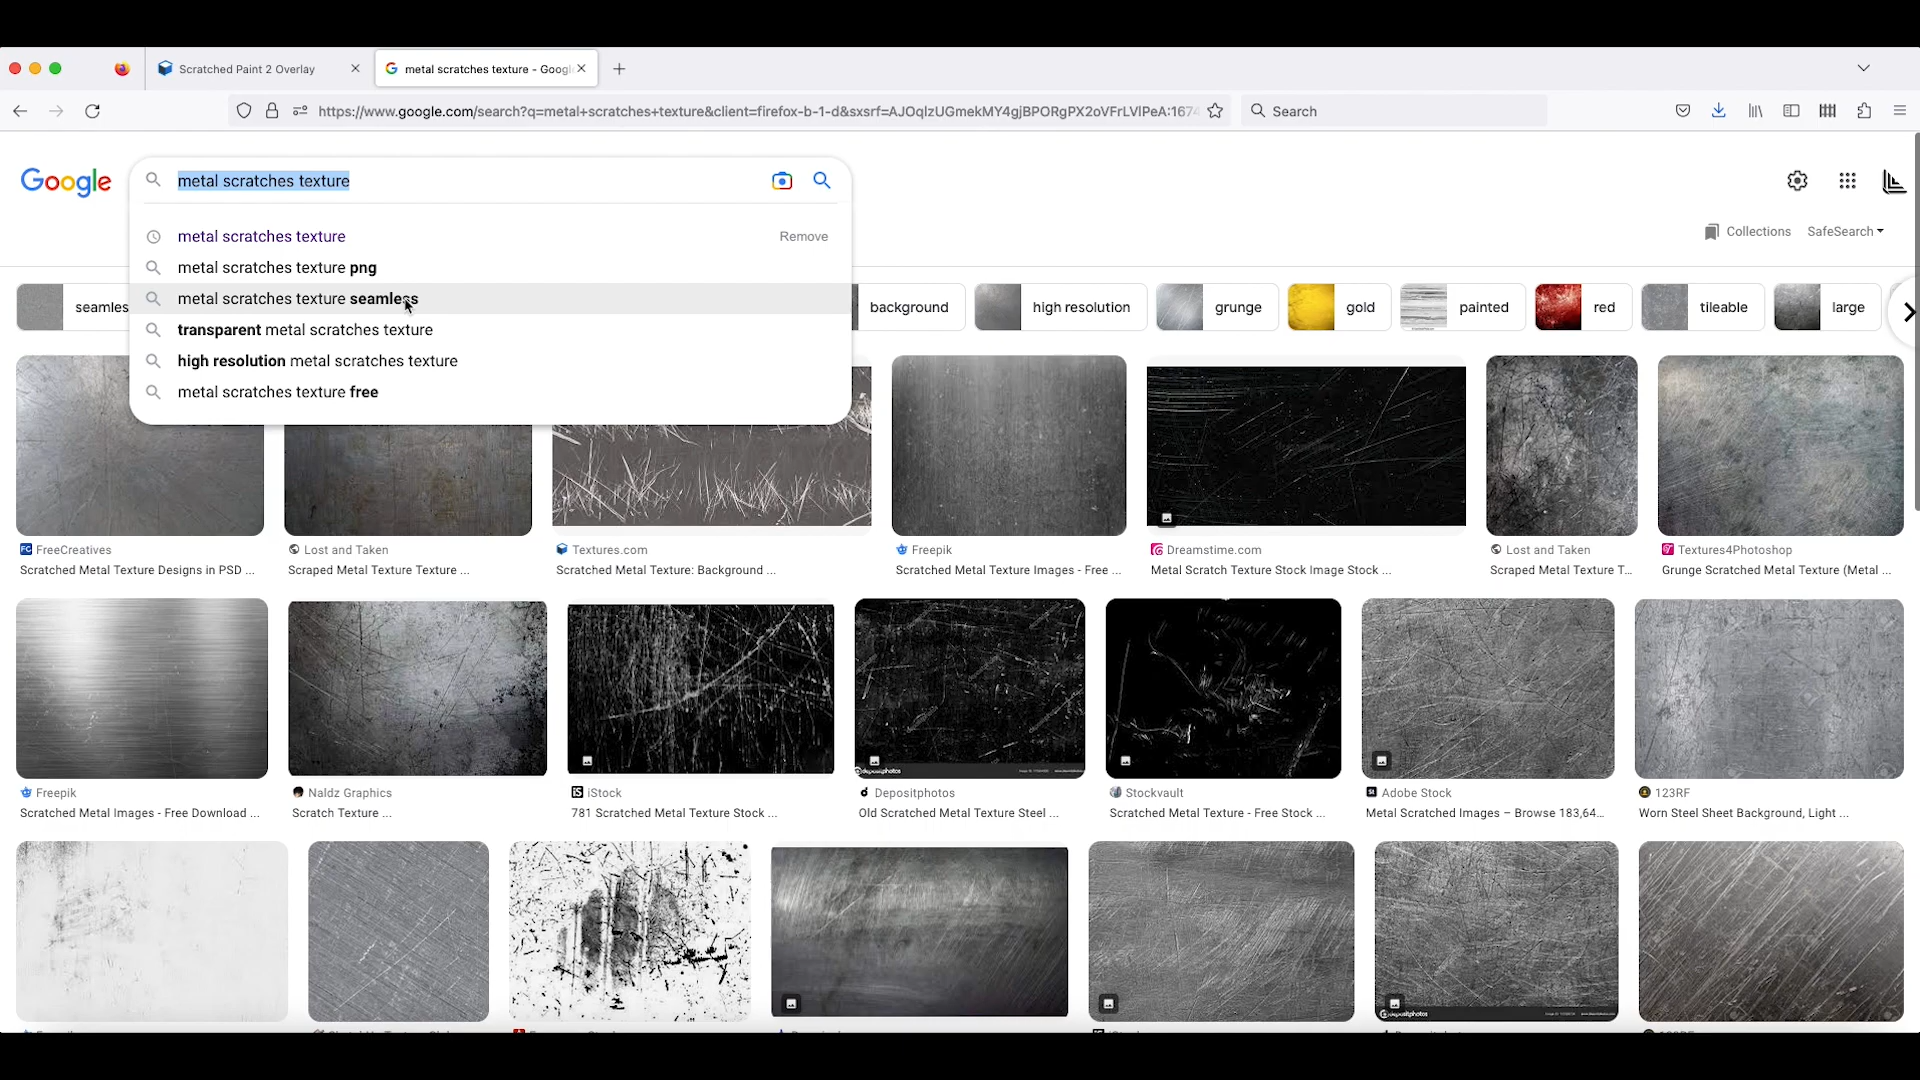 Scratched Paint 2 Overlay
metal scratches texture - Googl
https://www.google.com/search?q=metal+scratches+texture&client=firefox-b-1-d&sxsrf=AJOqlzUGmekMY4gjBPORgPX2oVFrLVlPeA:1674
Search
Google
metal scratches texture
metal scratches texture
Remove
metal scratches texture png
metal scratches texture seamless
transparent metal scratches texture
high resolution metal scratches texture
metal scratches texture free
Collections
SafeSearch
seamles
background
high resolution
grunge
gold
painted
red
tileable
large
FreeCreatives
Lost and Taken
Textures.com
Freepik
Dreamstime.com
Lost and Taken
Textures4Photoshop
Scratched Metal Texture Designs in PSD ...
Scraped Metal Texture Texture ...
Scratched Metal Texture: Background ...
Scratched Metal Texture Images - Free ...
Metal Scratch Texture Stock Image Stock ...
Scraped Metal Texture T...
Grunge Scratched Metal Texture (Metal ...
depositphotos
Freepik
Naldz Graphics
iStock
Depositphotos
Stockvault
Adobe Stock
123RF
Scratched Metal Images - Free Download ...
Scratch Texture ...
781 Scratched Metal Texture Stock ...
Old Scratched Metal Texture Steel ...
Scratched Metal Texture - Free Stock ...
Metal Scratched Images – Browse 183,64...
Worn Steel Sheet Background, Light ...
depositphotos